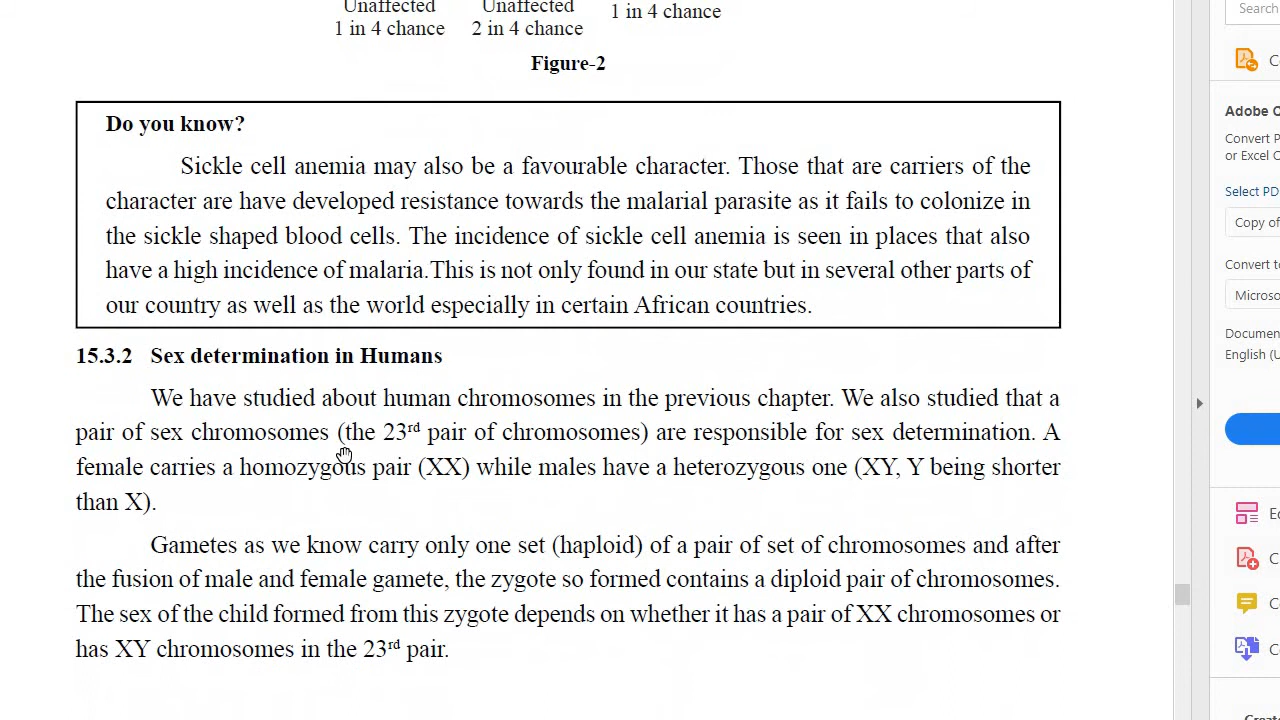 Unaffected Unaffected
1 in 4 chance 2 in 4 chance 1 in 4 chance
Figure-2
Do you know?
Sickle cell anemia may also be a favourable character. Those that are carriers of the
character are have developed resistance towards the malarial parasite as it fails to colonize in
the sickle shaped blood cells. The incidence of sickle cell anemia is seen in places that also
have a high incidence of malaria.This is not only found in our state but in several other parts of
our country as well as the world especially in certain African countries.
15.3.2 Sex determination in Humans
We have studied about human chromosomes in the previous chapter. We also studied that a
pair of sex chromosomes (the 23rd pair of chromosomes) are responsible for sex determination. A
female carries a homozygous pair (XX) while males have a heterozygous one (XY, Y being shorter
than X).
Gametes as we know carry only one set (haploid) of a pair of set of chromosomes and after
the fusion of male and female gamete, the zygote so formed contains a diploid pair of chromosomes.
The sex of the child formed from this zygote depends on whether it has a pair of XX chromosomes or
has XY chromosomes in the 23rd pair.
Search
Adobe
Convert
or Excel
Select PD
Copy of
Convert to
Microso
Documen
English (U